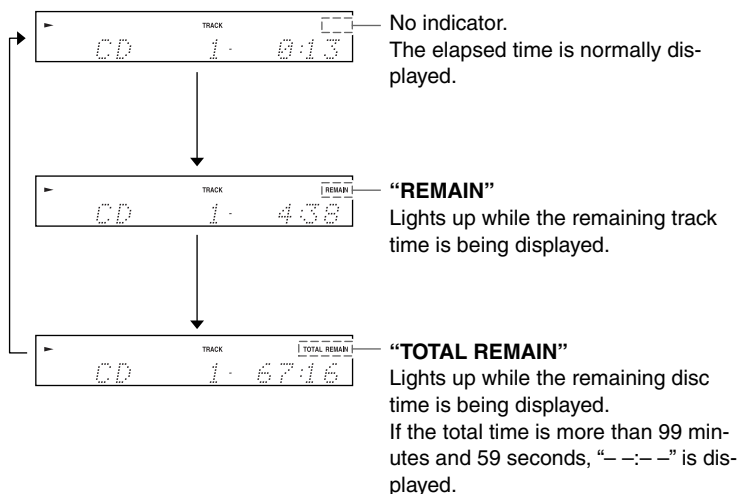 TRACK
CD 1· 0:13
No indicator.
The elapsed time is normally dis-
played.
TRACK REMAIN
CD 1· 4:38
“REMAIN”
Lights up while the remaining track
time is being displayed.
TRACK TOTAL REMAIN
CD 1· 67:16
“TOTAL REMAIN”
Lights up while the remaining disc
time is being displayed.
If the total time is more than 99 min-
utes and 59 seconds, “– –:– –” is dis-
played.